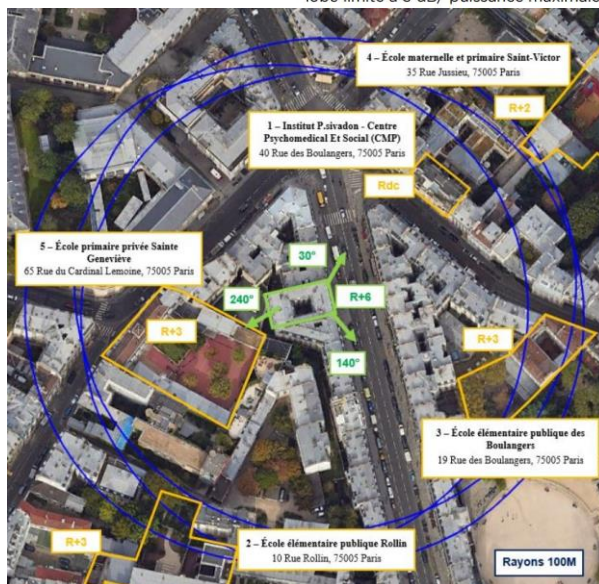 lobe limité à 3 dB, puissance maximale
4 – École maternelle et primaire Saint-Victor
35 Rue Jussieu, 75005 Paris
R+2
1 – Institut P.sivadon - Centre
Psychomedical Et Social (CMP)
40 Rue des Boulangers, 75005 Paris
Rdc
5 – École primaire privée Sainte
Geneviève
65 Rue du Cardinal Lemoine, 75005 Paris
30°
240°
R+6
R+3
R+3
140°
3 – École élémentaire publique des
Boulangers
19 Rue des Boulangers, 75005 Paris
R+3
2 – École élémentaire publique Rollin
10 Rue Rollin, 75005 Paris
Rayons 100M